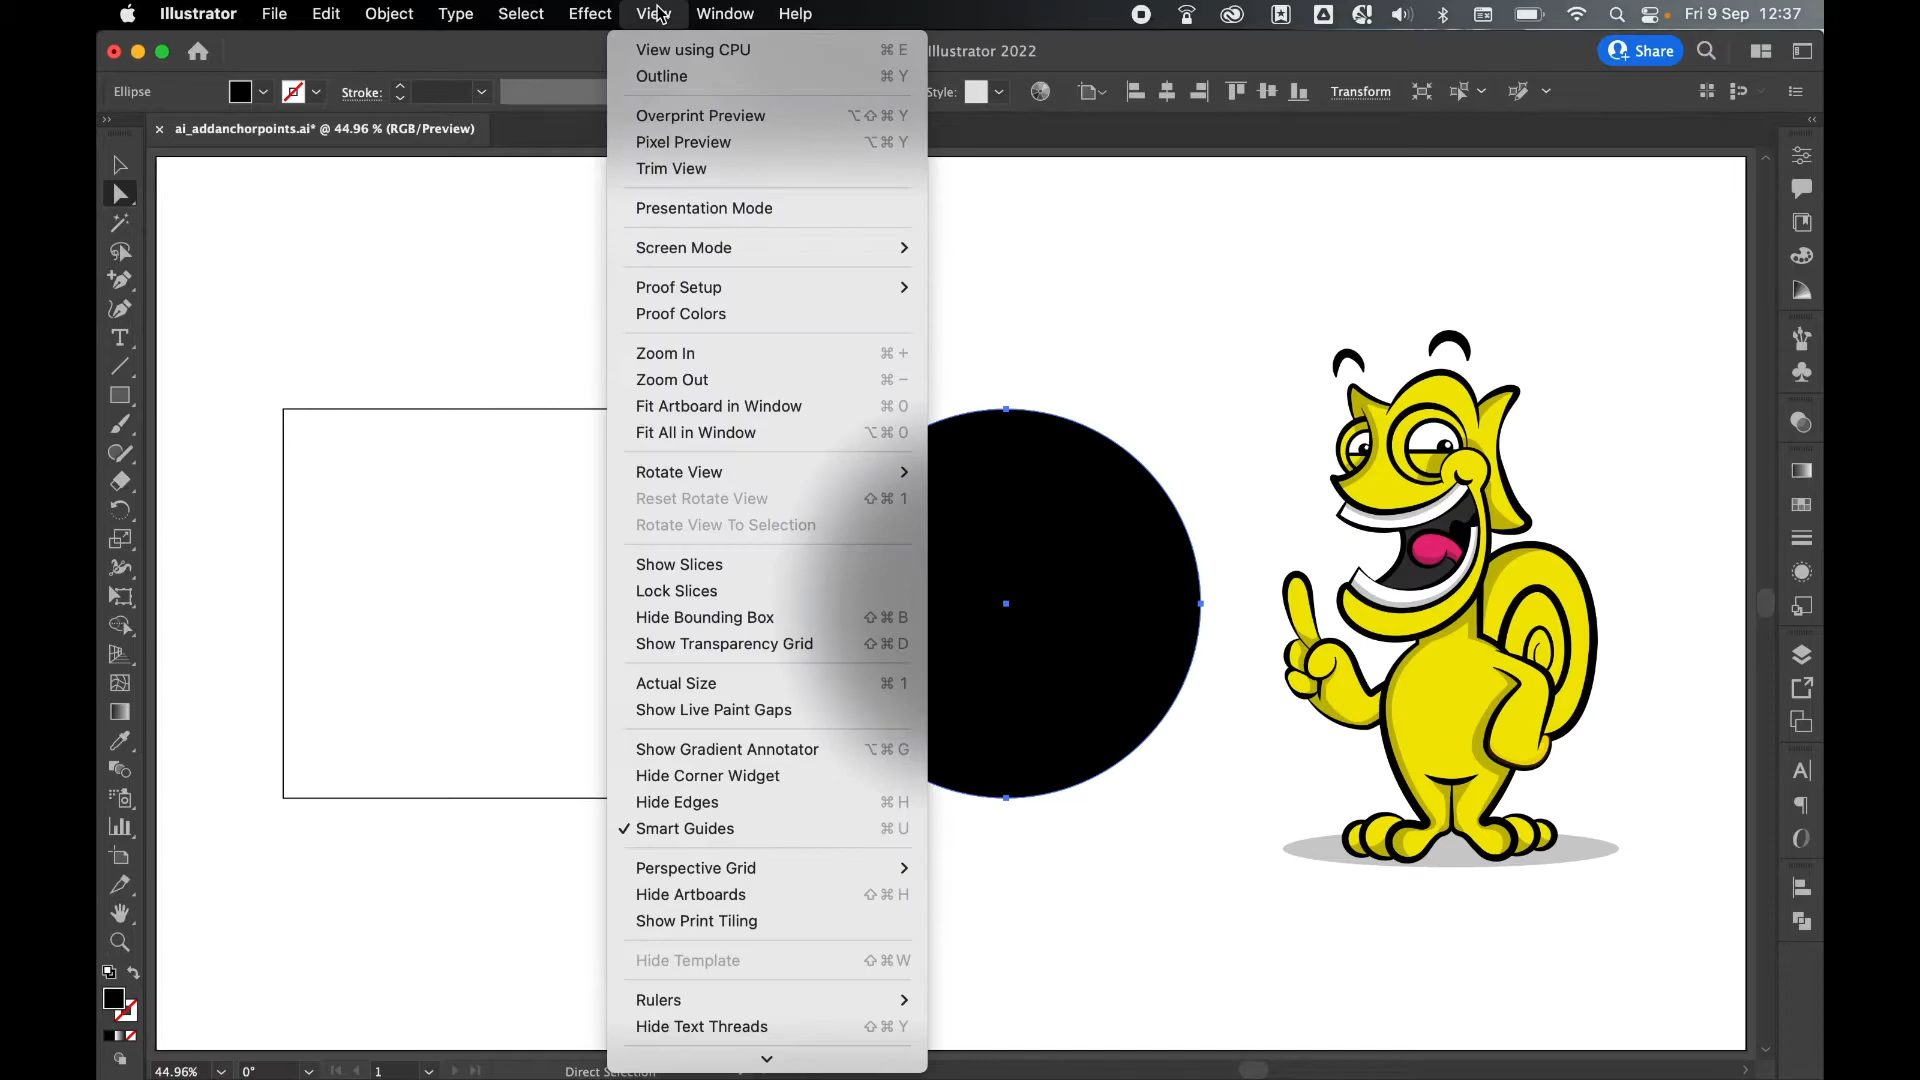 Illustrator File Edit Object Type Select Effect View Window Help Fri 9 Sep 12:37
Illustrator 2022 Share
Ellipse Stroke: Style: Transform
× ai_addanchorpoints.ai* @ 44.96 % (RGB/Preview)
View using CPU ⌘ E
Outline ⌘ Y
Overprint Preview ⌥⇧⌘ Y
Pixel Preview ⌥⌘ Y
Trim View
Presentation Mode
Screen Mode
Proof Setup
Proof Colors
Zoom In ⌘ +
Zoom Out ⌘ −
Fit Artboard in Window ⌘ 0
Fit All in Window ⌥⌘ 0
Rotate View
Reset Rotate View ⇧⌘ 1
Rotate View To Selection
Show Slices
Lock Slices
Hide Bounding Box ⇧⌘ B
Show Transparency Grid ⇧⌘ D
Actual Size ⌘ 1
Show Live Paint Gaps
Show Gradient Annotator ⌥⌘ G
Hide Corner Widget
Hide Edges ⌘ H
✓ Smart Guides ⌘ U
Perspective Grid
Hide Artboards ⇧⌘ H
Show Print Tiling
Hide Template ⇧⌘ W
Rulers
Hide Text Threads ⇧⌘ Y
44.96% 0° 1 Direct Selection